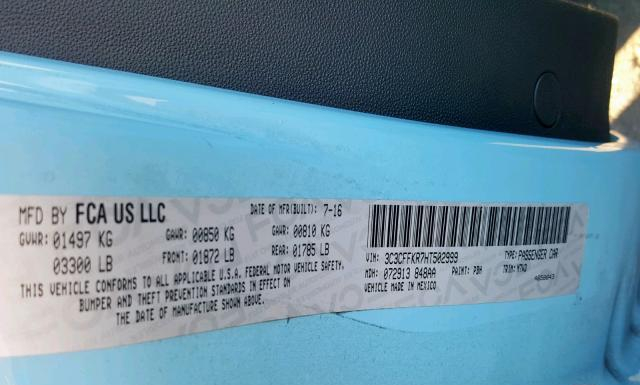 MFD BY FCA US LLC DATE OF MFR(BUILT): 7-16
GVWR: 01497 KG GAWR: 00850 KG GAWR: 00810 KG
03300 LB FRONT: 01872 LB REAR: 01785 LB
THIS VEHICLE CONFORMS TO ALL APPLICABLE U.S.A. FEDERAL MOTOR VEHICLE SAFETY,
BUMPER AND THEFT PREVENTION STANDARDS IN EFFECT ON
THE DATE OF MANUFACTURE SHOWN ABOVE.
VIN: 3C3CFFKR7HT502999 TYPE: PASSENGER CAR
MDH: 072913 848AA PAINT: PBH TRIM:
VEHICLE MADE IN MEXICO